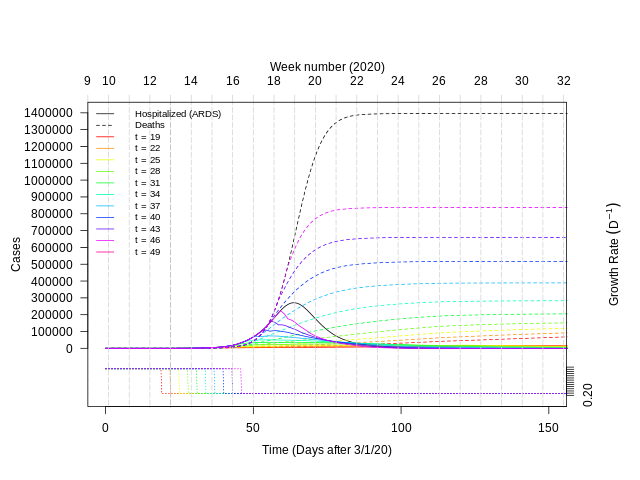 Week number (2020)
9 10 12 14 16 17 19 20 21 22 24 26 28 30 32
1400000
1300000
1200000
1100000
1000000
900000
800000
700000
600000
500000
400000
300000
200000
100000
0
Cases
Hospitalized (ARDS)
Deaths
t = 19
t = 22
t = 25
t = 28
t = 31
t = 34
t = 37
t = 40
t = 43
t = 46
t = 49
Growth Rate (D⁻¹)
0.20
0 50 100 150
Time (Days after 3/1/20)